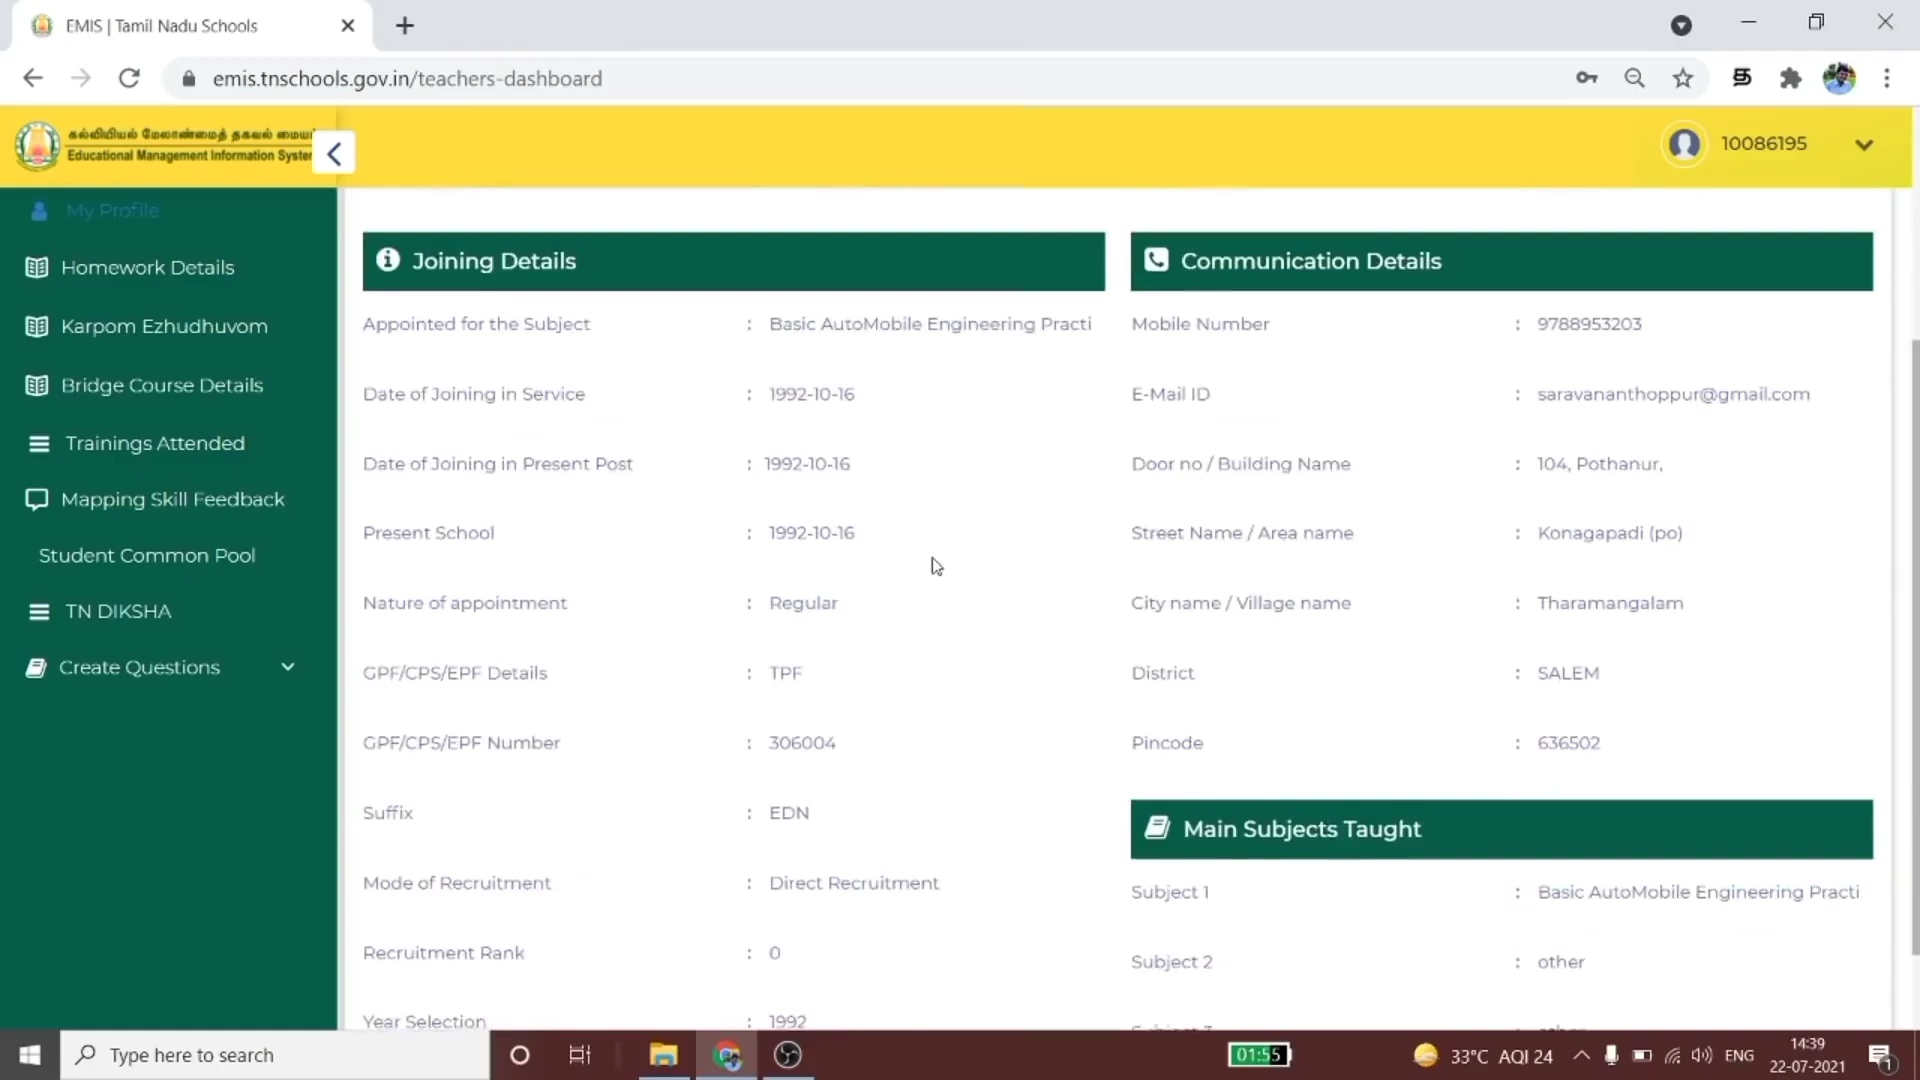 EMIS | Tamil Nadu Schools
emis.tnschools.gov.in/teachers-dashboard
கல்வியியல் மேலாண்மைத் தகவல்
Educational Management Information
10086195
My Profile
Homework Details
Karpom Ezhudhuvom
Bridge Course Details
Trainings Attended
Mapping Skill Feedback
Student Common Pool
TN DIKSHA
Create Questions
Joining Details
Appointed for the Subject : Basic AutoMobile Engineering Practi
Date of Joining in Service : 1992-10-16
Date of Joining in Present Post : 1992-10-16
Present School : 1992-10-16
Nature of appointment : Regular
GPF/CPS/EPF Details : TPF
GPF/CPS/EPF Number : 306004
Suffix : EDN
Mode of Recruitment : Direct Recruitment
Recruitment Rank : 0
Year Selection : 1992
Communication Details
Mobile Number : 9788953203
E-Mail ID : saravananthoppur@gmail.com
Door no / Building Name : 104, Pothanur,
Street Name / Area name : Konagapadi (po)
City name / Village name : Tharamangalam
District : SALEM
Pincode : 636502
Main Subjects Taught
Subject 1 : Basic AutoMobile Engineering Practi
Subject 2 : other
Type here to search
01:55
33°C AQI 24
ENG
14:39
22-07-2021
1